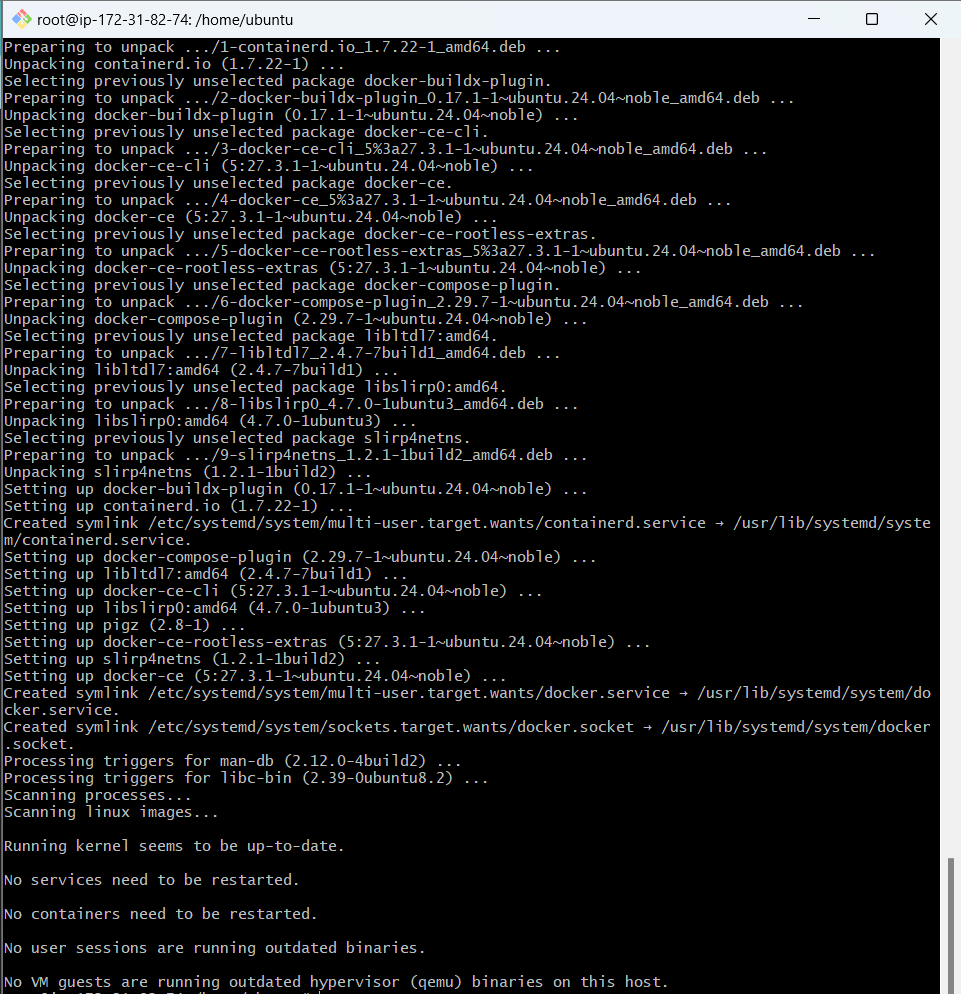 root@ip-172-31-82-74: /home/ubuntu
Preparing to unpack .../1-containerd.io_1.7.22-1_amd64.deb ...
Unpacking containerd.io (1.7.22-1) ...
Selecting previously unselected package docker-buildx-plugin.
Preparing to unpack .../2-docker-buildx-plugin_0.17.1-1~ubuntu.24.04~noble_amd64.deb ...
Unpacking docker-buildx-plugin (0.17.1-1~ubuntu.24.04~noble) ...
Selecting previously unselected package docker-ce-cli.
Preparing to unpack .../3-docker-ce-cli_5%3a27.3.1-1~ubuntu.24.04~noble_amd64.deb ...
Unpacking docker-ce-cli (5:27.3.1-1~ubuntu.24.04~noble) ...
Selecting previously unselected package docker-ce.
Preparing to unpack .../4-docker-ce_5%3a27.3.1-1~ubuntu.24.04~noble_amd64.deb ...
Unpacking docker-ce (5:27.3.1-1~ubuntu.24.04~noble) ...
Selecting previously unselected package docker-ce-rootless-extras.
Preparing to unpack .../5-docker-ce-rootless-extras_5%3a27.3.1-1~ubuntu.24.04~noble_amd64.deb ...
Unpacking docker-ce-rootless-extras (5:27.3.1-1~ubuntu.24.04~noble) ...
Selecting previously unselected package docker-compose-plugin.
Preparing to unpack .../6-docker-compose-plugin_2.29.7-1~ubuntu.24.04~noble_amd64.deb ...
Unpacking docker-compose-plugin (2.29.7-1~ubuntu.24.04~noble) ...
Selecting previously unselected package libltdl7:amd64.
Preparing to unpack .../7-libltdl7_2.4.7-7build1_amd64.deb ...
Unpacking libltdl7:amd64 (2.4.7-7build1) ...
Selecting previously unselected package libslirp0:amd64.
Preparing to unpack .../8-libslirp0_4.7.0-1ubuntu3_amd64.deb ...
Unpacking libslirp0:amd64 (4.7.0-1ubuntu3) ...
Selecting previously unselected package slirp4netns.
Preparing to unpack .../9-slirp4netns_1.2.1-1build2_amd64.deb ...
Unpacking slirp4netns (1.2.1-1build2) ...
Setting up docker-buildx-plugin (0.17.1-1~ubuntu.24.04~noble) ...
Setting up containerd.io (1.7.22-1) ...
Created symlink /etc/systemd/system/multi-user.target.wants/containerd.service → /usr/lib/systemd/syste
m/containerd.service.
Setting up docker-compose-plugin (2.29.7-1~ubuntu.24.04~noble) ...
Setting up libltdl7:amd64 (2.4.7-7build1) ...
Setting up docker-ce-cli (5:27.3.1-1~ubuntu.24.04~noble) ...
Setting up libslirp0:amd64 (4.7.0-1ubuntu3) ...
Setting up pigz (2.8-1) ...
Setting up docker-ce-rootless-extras (5:27.3.1-1~ubuntu.24.04~noble) ...
Setting up slirp4netns (1.2.1-1build2) ...
Setting up docker-ce (5:27.3.1-1~ubuntu.24.04~noble) ...
Created symlink /etc/systemd/system/multi-user.target.wants/docker.service → /usr/lib/systemd/system/do
cker.service.
Created symlink /etc/systemd/system/sockets.target.wants/docker.socket → /usr/lib/systemd/system/docker
.socket.
Processing triggers for man-db (2.12.0-4build2) ...
Processing triggers for libc-bin (2.39-0ubuntu8.2) ...
Scanning processes...
Scanning linux images...
Running kernel seems to be up-to-date.
No services need to be restarted.
No containers need to be restarted.
No user sessions are running outdated binaries.
No VM guests are running outdated hypervisor (qemu) binaries on this host.